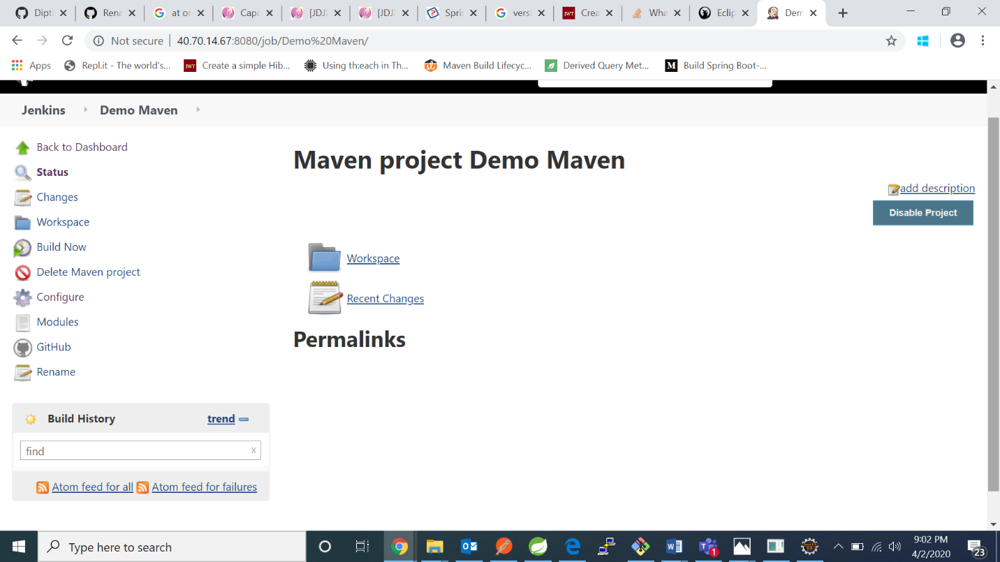 Dipt
Rena
at or
Capa
[JDJ
[JDJ
Sprin
versi
JWT Crea
Wha
Eclip
Dem
Not secure
40.70.14.67:8080/job/Demo%20Maven/
Apps
Repl.it - The world's...
JWT Create a simple Hib...
Using th:each in Th...
Maven Build Lifecyc...
Derived Query Met...
M Build Spring Boot-...
Jenkins
Demo Maven
Back to Dashboard
Status
Changes
Workspace
Build Now
Delete Maven project
Configure
Modules
GitHub
Rename
Maven project Demo Maven
add description
Disable Project
Workspace
Recent Changes
Permalinks
Build History
trend
find
x
Atom feed for all
Atom feed for failures
Type here to search
1
9:02 PM
4/2/2020
23